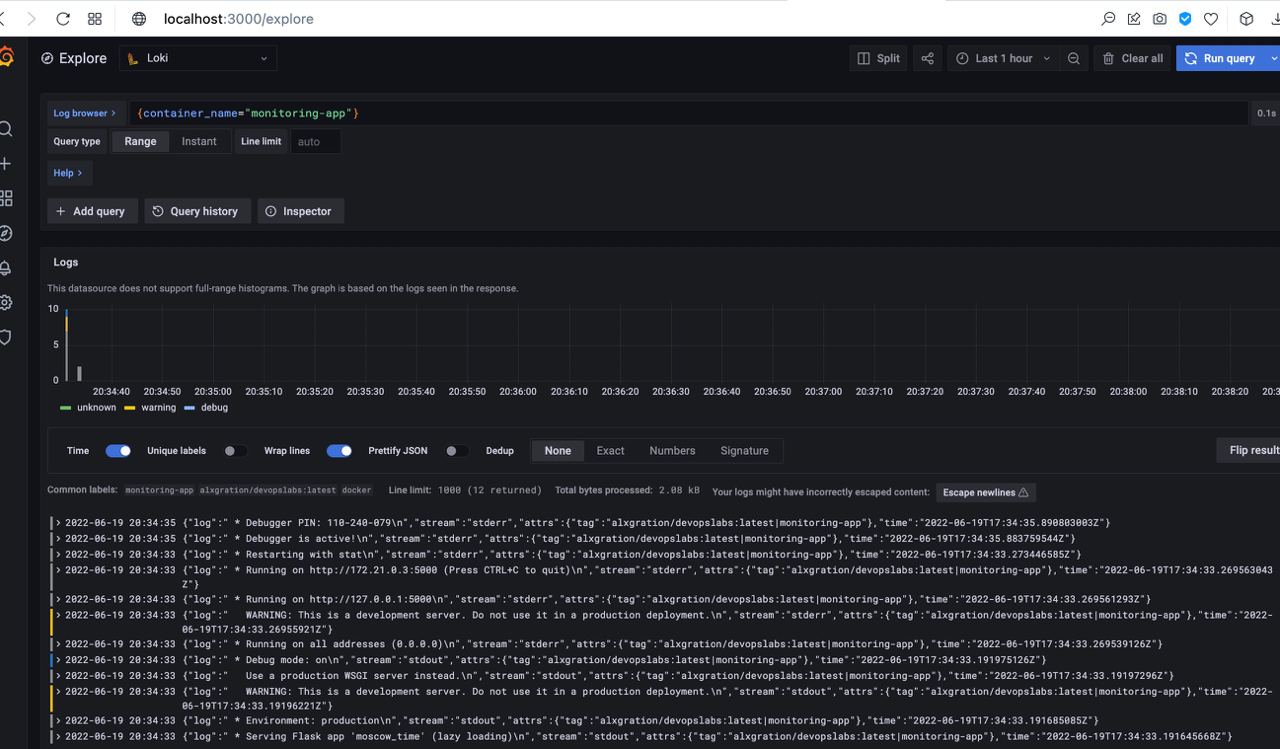 localhost:3000/explore
Explore Loki Split Last 1 hour Clear all Run query
Log browser > {container_name="monitoring-app"} 0.1s
Query type Range Instant Line limit auto
Help >
+ Add query Query history Inspector
Logs
This datasource does not support full-range histograms. The graph is based on the logs seen in the response.
10
5
0
20:34:40 20:34:50 20:35:00 20:35:10 20:35:20 20:35:30 20:35:40 20:35:50 20:36:00 20:36:10 20:36:20 20:36:30 20:36:40 20:36:50 20:37:00 20:37:10 20:37:20 20:37:30 20:37:40 20:37:50 20:38:00 20:38:10 20:38:20 20:3
unknown warning debug
Time Unique labels Wrap lines Prettify JSON Dedup None Exact Numbers Signature Flip result
Common labels: monitoring-app alxgration/devopslabs:latest docker Line limit: 1000 (12 returned) Total bytes processed: 2.08 kB Your logs might have incorrectly escaped content: Escape newlines
> 2022-06-19 20:34:35 {"log":" * Debugger PIN: 110-240-079\n","stream":"stderr","attrs":{"tag":"alxgration/devopslabs:latest|monitoring-app"},"time":"2022-06-19T17:34:35.890803003Z"}
> 2022-06-19 20:34:35 {"log":" * Debugger is active!\n","stream":"stderr","attrs":{"tag":"alxgration/devopslabs:latest|monitoring-app"},"time":"2022-06-19T17:34:35.883759544Z"}
> 2022-06-19 20:34:33 {"log":" * Restarting with stat\n","stream":"stderr","attrs":{"tag":"alxgration/devopslabs:latest|monitoring-app"},"time":"2022-06-19T17:34:33.273446585Z"}
> 2022-06-19 20:34:33 {"log":" * Running on http://172.21.0.3:5000 (Press CTRL+C to quit)\n","stream":"stderr","attrs":{"tag":"alxgration/devopslabs:latest|monitoring-app"},"time":"2022-06-19T17:34:33.269563043
Z"}
> 2022-06-19 20:34:33 {"log":" * Running on http://127.0.0.1:5000\n","stream":"stderr","attrs":{"tag":"alxgration/devopslabs:latest|monitoring-app"},"time":"2022-06-19T17:34:33.269561293Z"}
> 2022-06-19 20:34:33 {"log":"   WARNING: This is a development server. Do not use it in a production deployment.\n","stream":"stderr","attrs":{"tag":"alxgration/devopslabs:latest|monitoring-app"},"time":"2022-
06-19T17:34:33.26955921Z"}
> 2022-06-19 20:34:33 {"log":" * Running on all addresses (0.0.0.0)\n","stream":"stderr","attrs":{"tag":"alxgration/devopslabs:latest|monitoring-app"},"time":"2022-06-19T17:34:33.269539126Z"}
> 2022-06-19 20:34:33 {"log":" * Debug mode: on\n","stream":"stdout","attrs":{"tag":"alxgration/devopslabs:latest|monitoring-app"},"time":"2022-06-19T17:34:33.191975126Z"}
> 2022-06-19 20:34:33 {"log":"   Use a production WSGI server instead.\n","stream":"stdout","attrs":{"tag":"alxgration/devopslabs:latest|monitoring-app"},"time":"2022-06-19T17:34:33.19197296Z"}
> 2022-06-19 20:34:33 {"log":"   WARNING: This is a development server. Do not use it in a production deployment.\n","stream":"stdout","attrs":{"tag":"alxgration/devopslabs:latest|monitoring-app"},"time":"2022-
06-19T17:34:33.19196221Z"}
> 2022-06-19 20:34:33 {"log":" * Environment: production\n","stream":"stdout","attrs":{"tag":"alxgration/devopslabs:latest|monitoring-app"},"time":"2022-06-19T17:34:33.191685085Z"}
> 2022-06-19 20:34:33 {"log":" * Serving Flask app 'moscow_time' (lazy loading)\n","stream":"stdout","attrs":{"tag":"alxgration/devopslabs:latest|monitoring-app"},"time":"2022-06-19T17:34:33.191645668Z"}